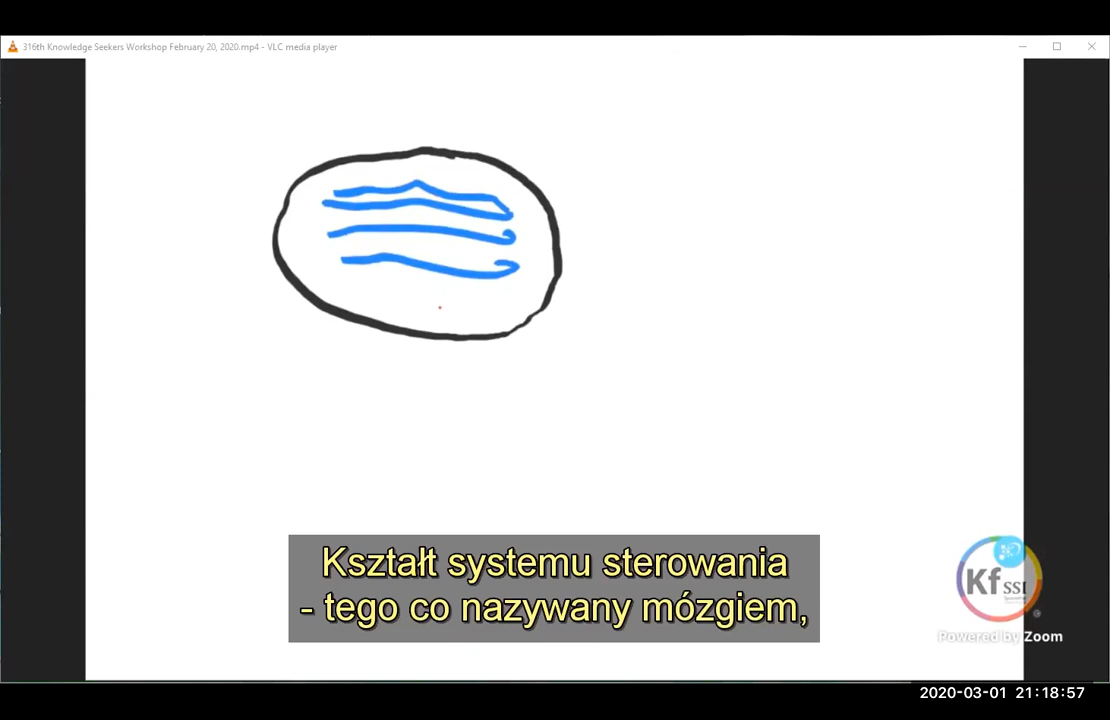 316th Knowledge Seekers Workshop February 20, 2020.mp4 - VLC media player
Kształt systemu sterowania
- tego co nazywany mózgiem,
Kf SSI
Powered by Zoom
2020-03-01 21:18:57